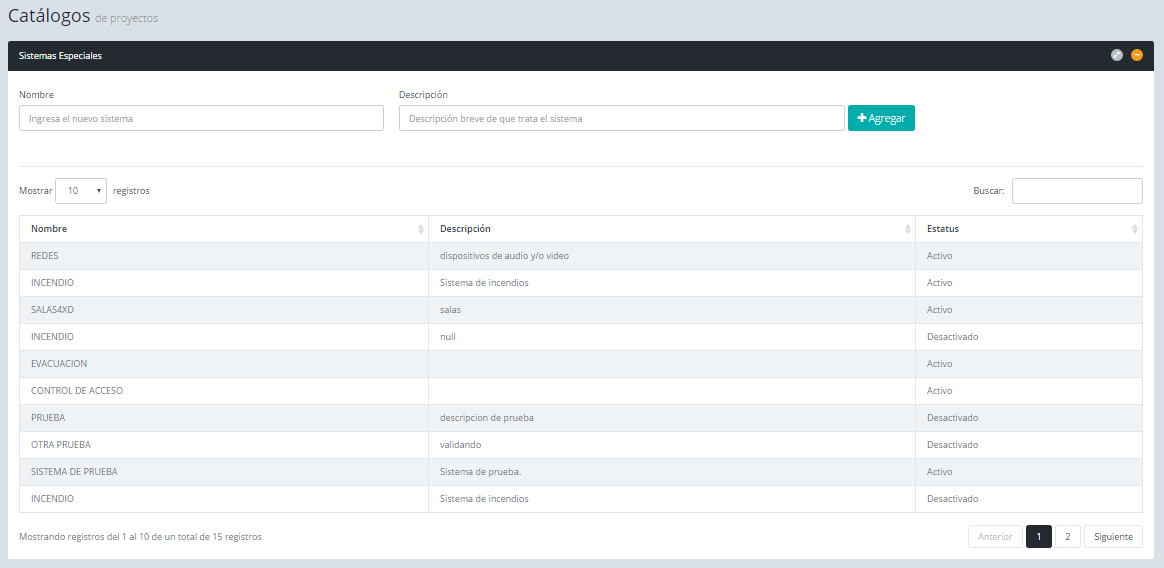 Catálogos de proyectos
Sistemas Especiales
Nombre Descripción
Ingresa el nuevo sistema Descripción breve de que trata el sistema Agregar
Mostrar 10 registros Buscar:
Nombre Descripción Estatus
REDES dispositivos de audio y/o video Activo
INCENDIO Sistema de incendios Activo
SALAS4XD salas Activo
INCENDIO null Desactivado
EVACUACION Activo
CONTROL DE ACCESO Activo
PRUEBA descripcion de prueba Desactivado
OTRA PRUEBA validando Desactivado
SISTEMA DE PRUEBA Sistema de prueba. Activo
INCENDIO Sistema de incendios Desactivado
Mostrando registros del 1 al 10 de un total de 15 registros Anterior 1 2 Siguiente